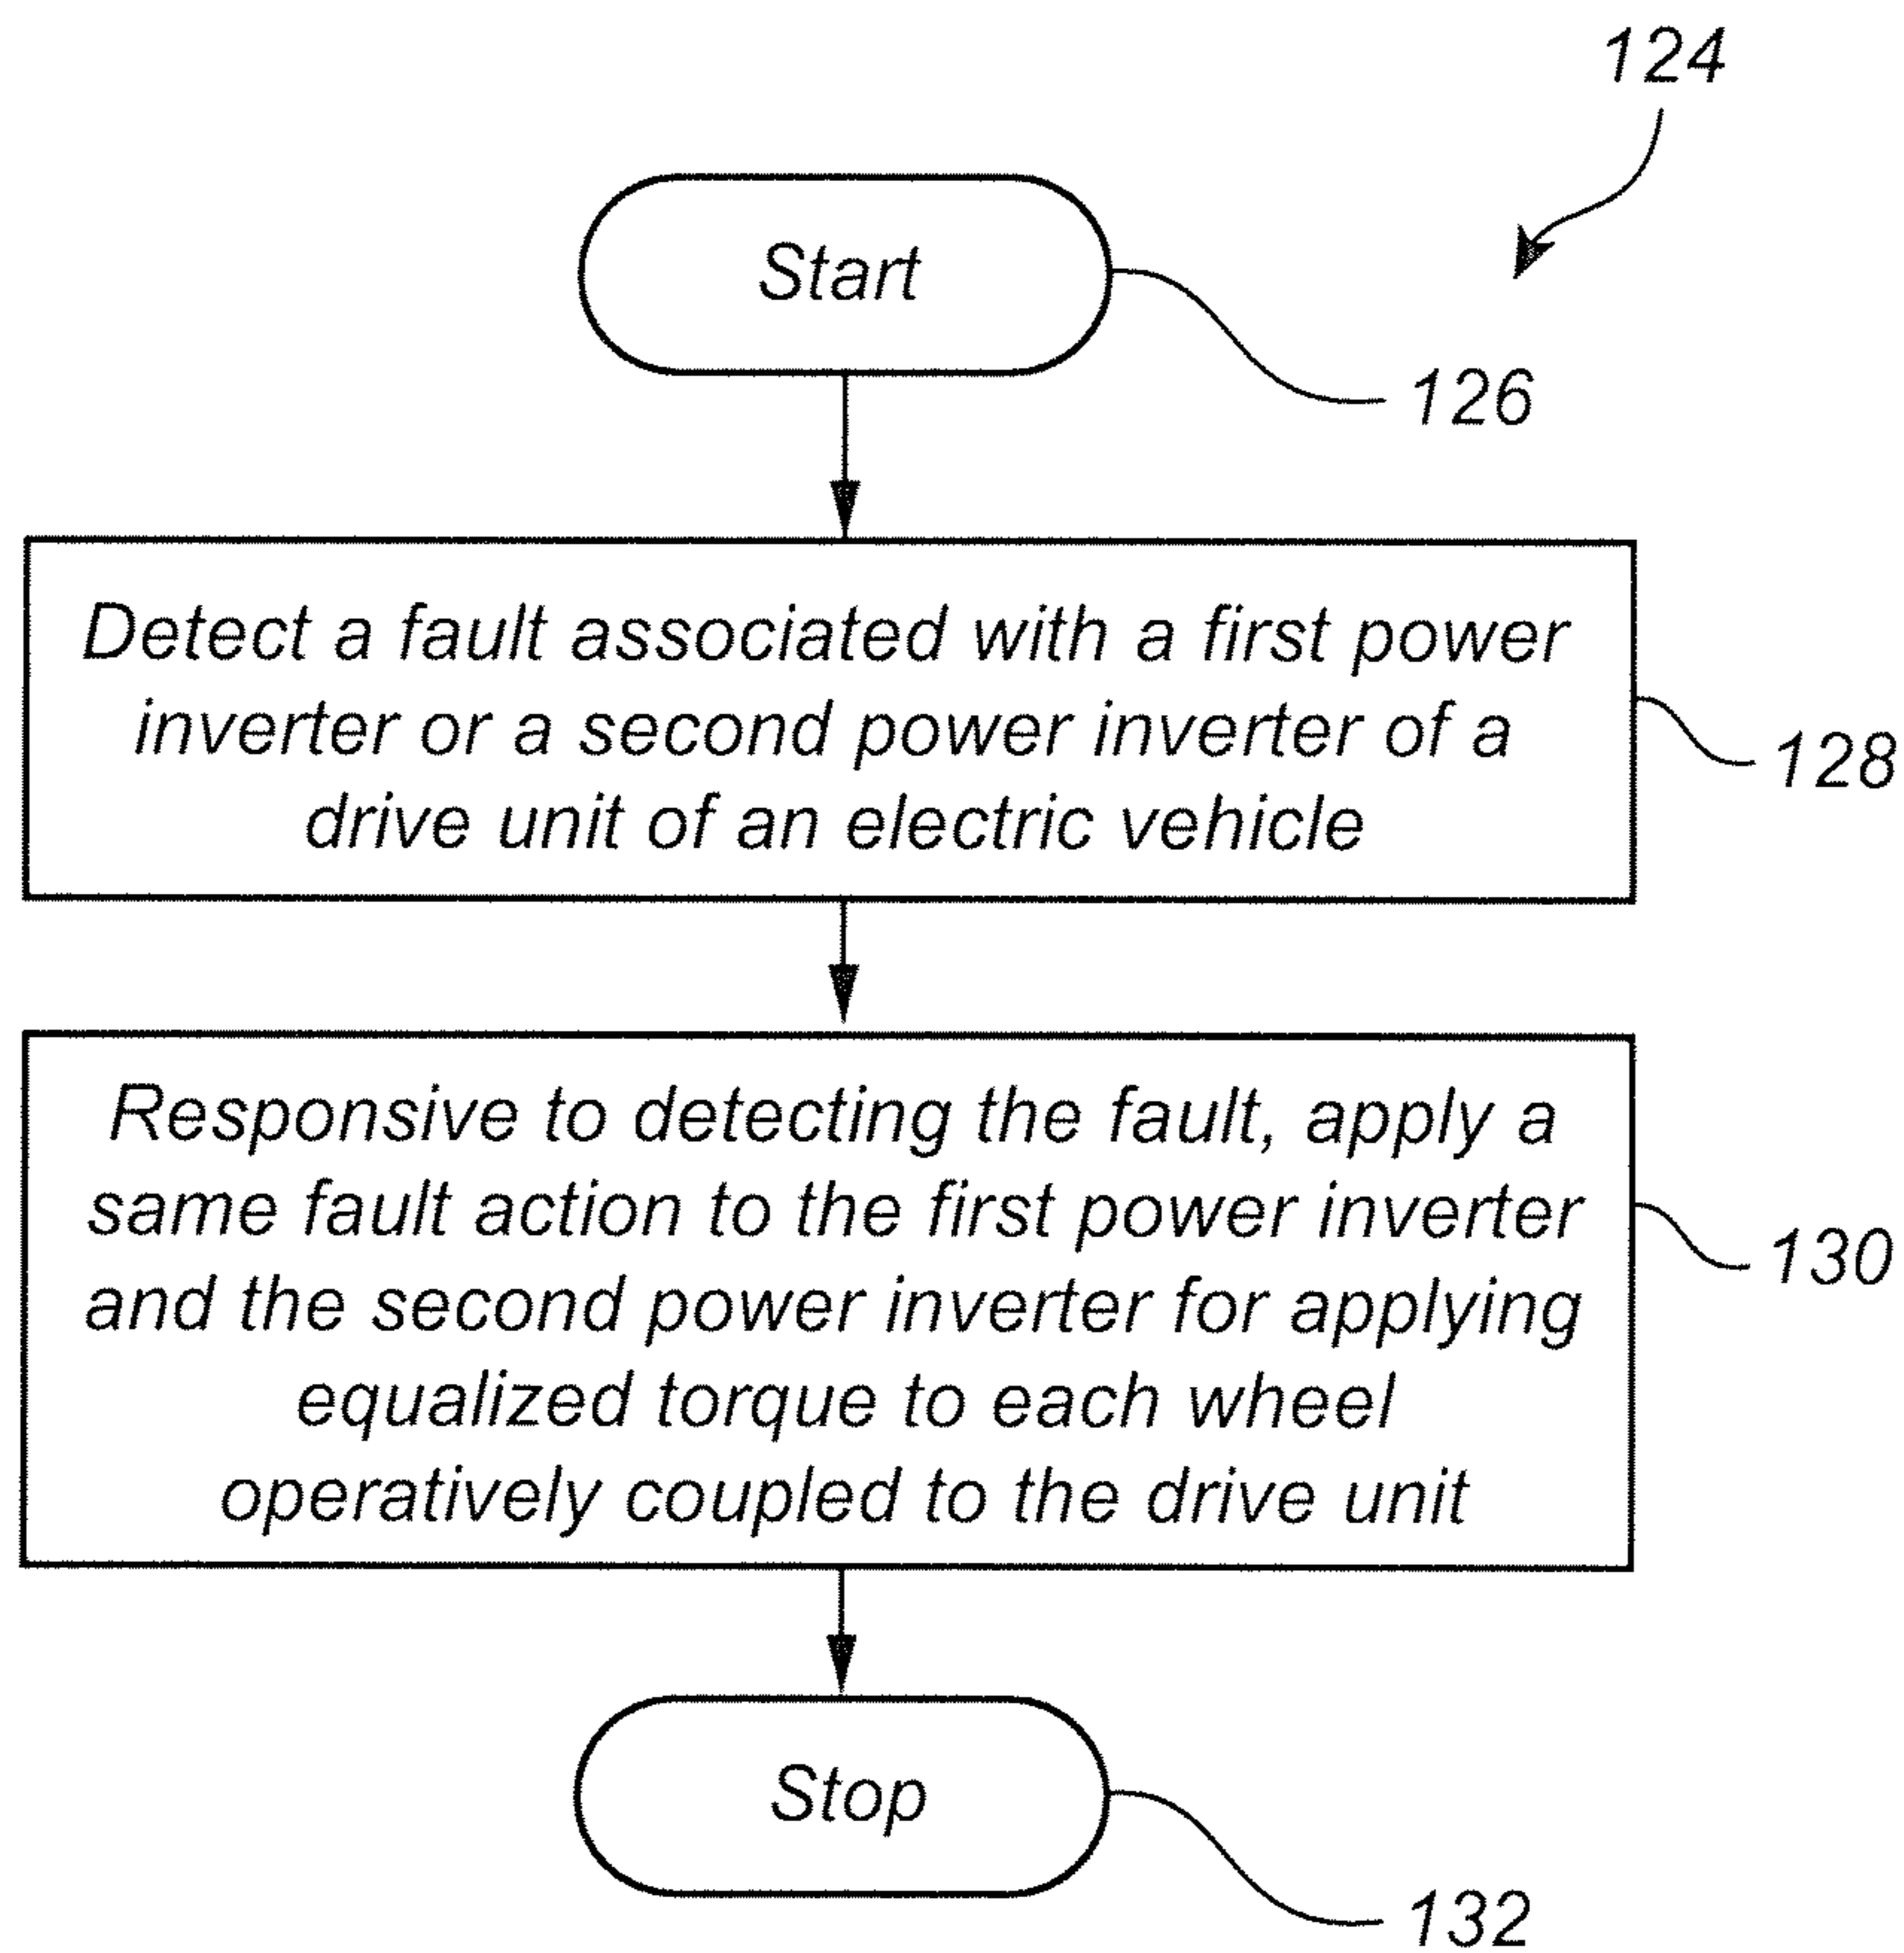 124
Start
126
Detect a fault associated with a first power
inverter or a second power inverter of a
drive unit of an electric vehicle
128
Responsive to detecting the fault, apply a
same fault action to the first power inverter
and the second power inverter for applying
equalized torque to each wheel
operatively coupled to the drive unit
130
Stop
132